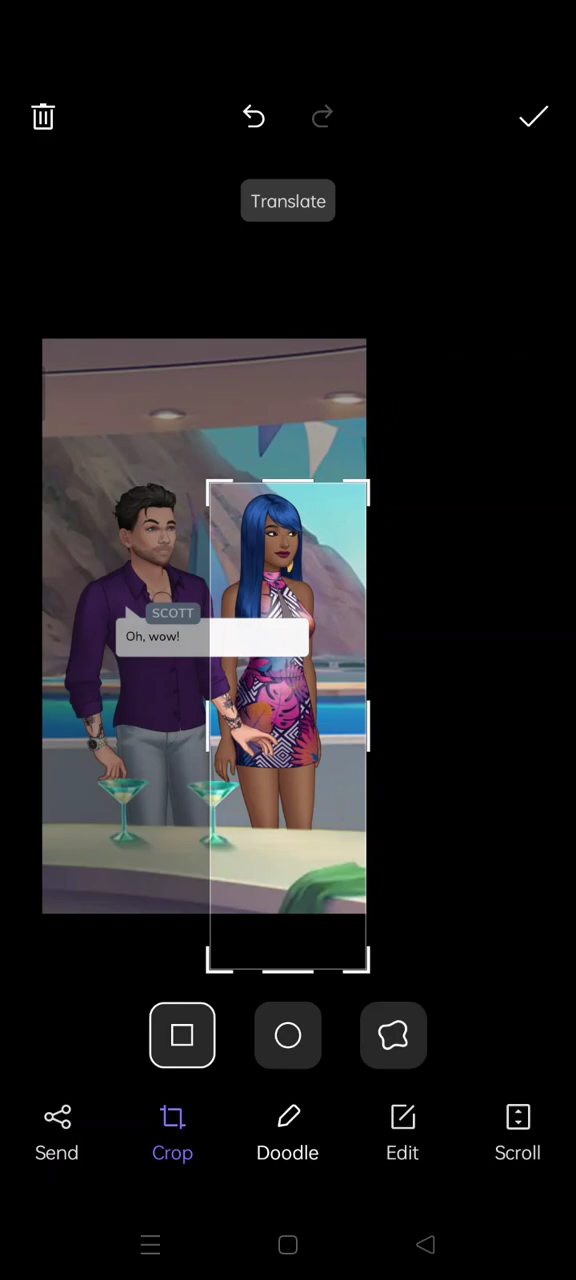 Translate
SCOTT
Oh, wow!
Send
Crop
Doodle
Edit
Scroll